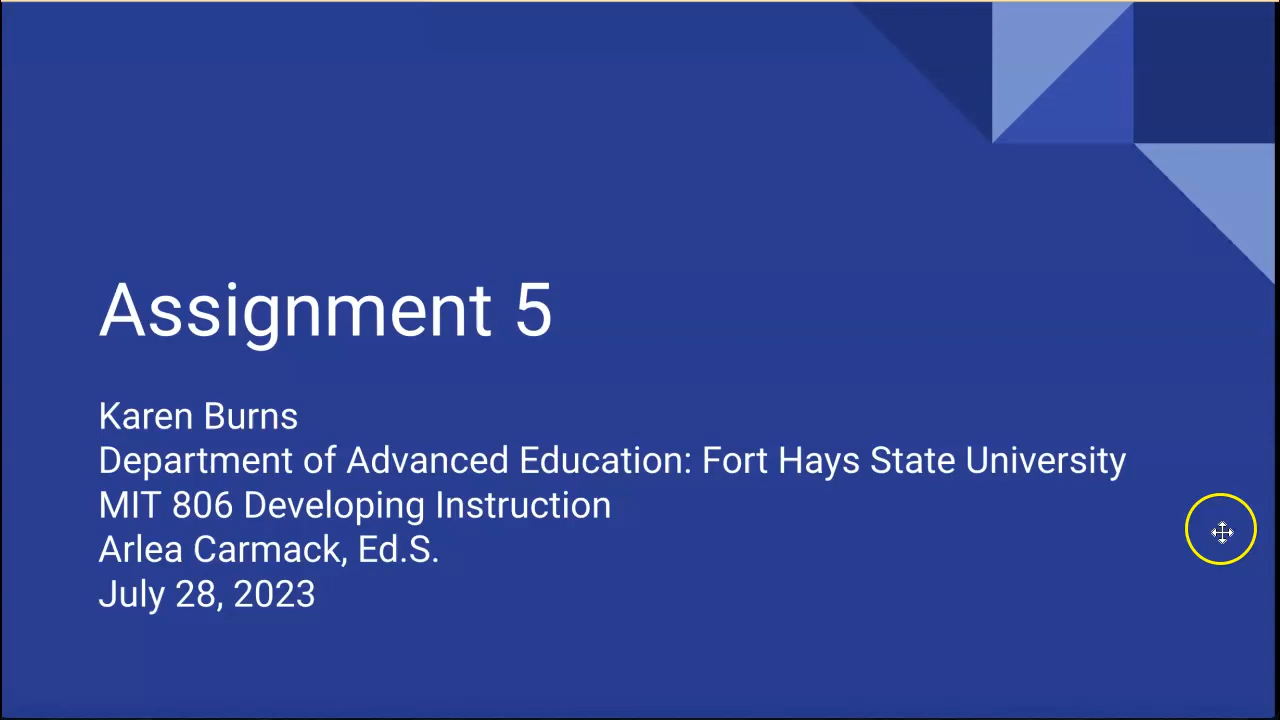 Assignment 5
Karen Burns
Department of Advanced Education: Fort Hays State University
MIT 806 Developing Instruction
Arlea Carmack, Ed.S.
July 28, 2023